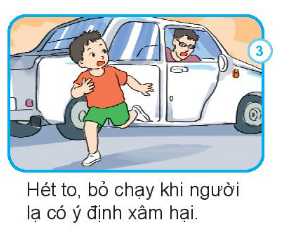 3
Hét to, bỏ chạy khi người
lạ có ý định xâm hại.